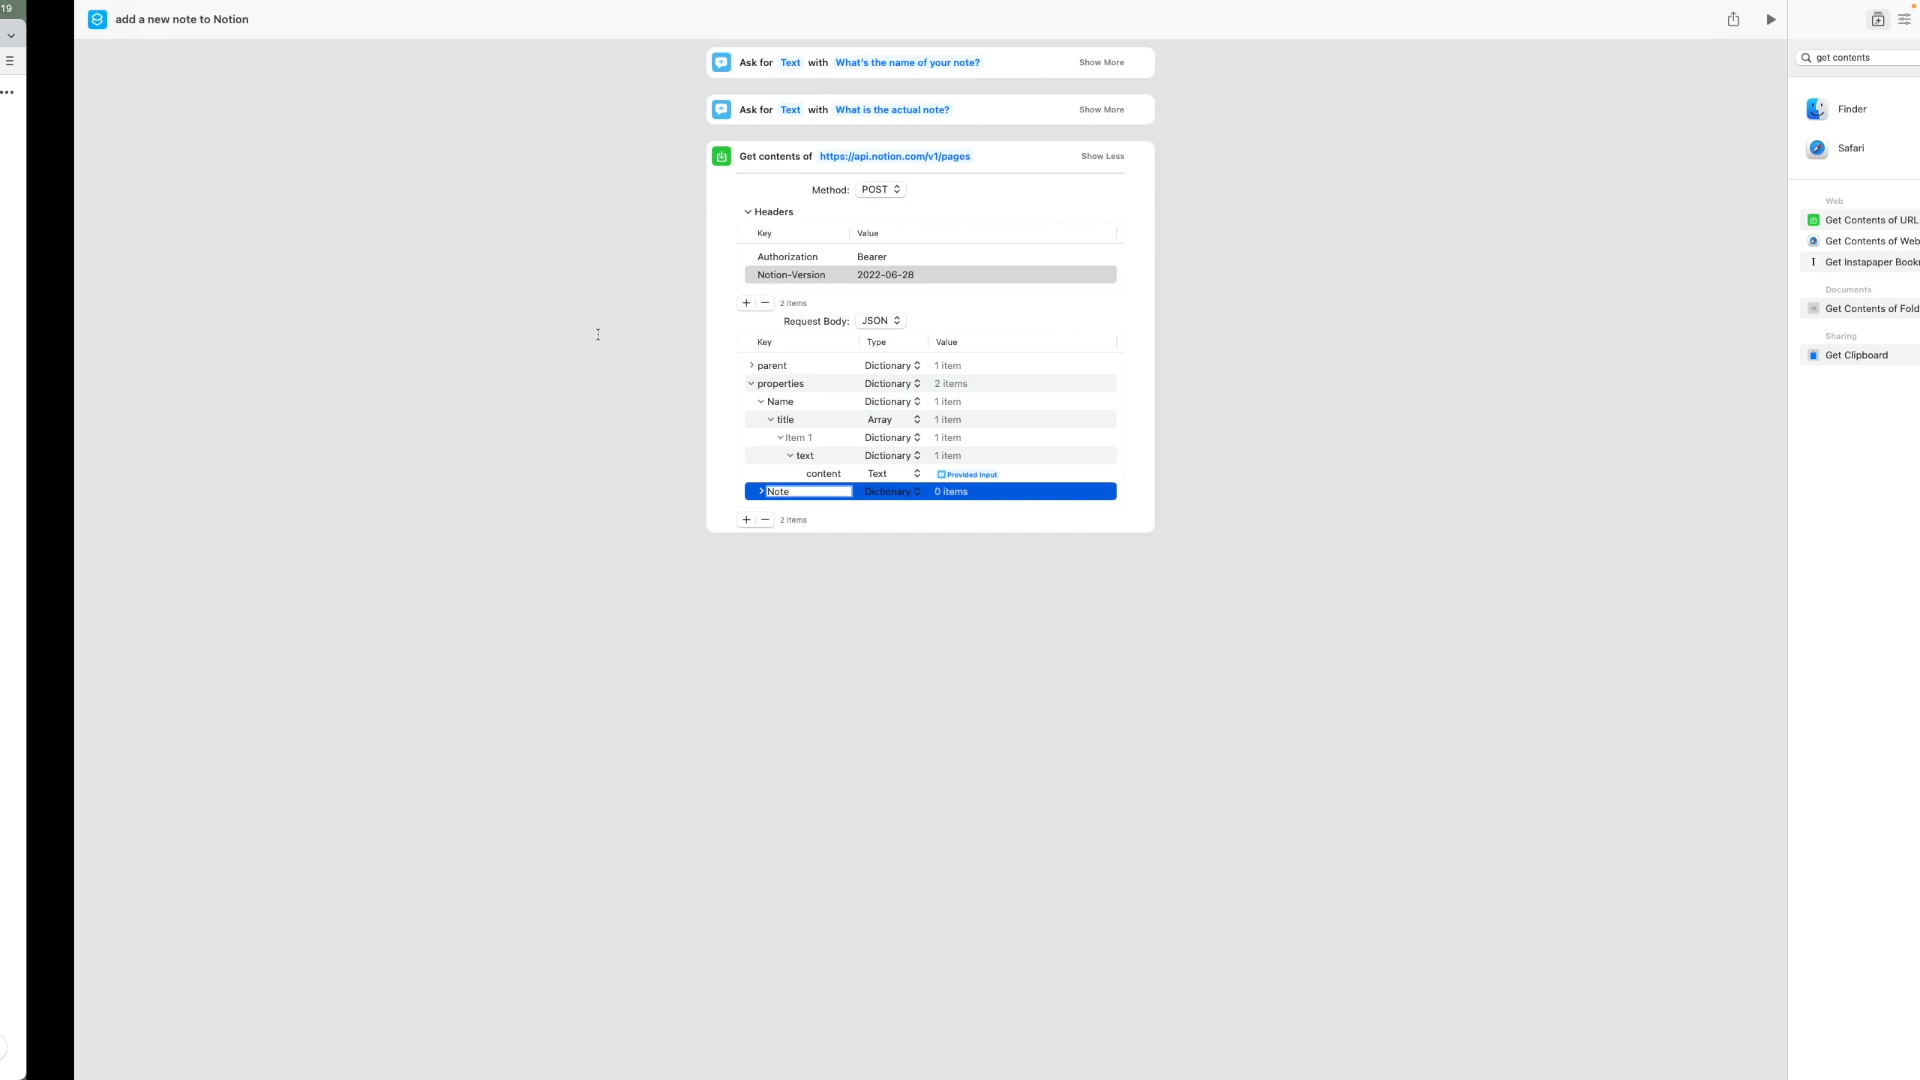 19
add a new note to Notion
get contents
Ask for Text with What's the name of your note? Show More
Ask for Text with What is the actual note? Show More
Get contents of https://api.notion.com/v1/pages Show Less
Method: POST
Headers
Key Value
Authorization Bearer
Notion-Version 2022-06-28
+ − 2 items
Request Body: JSON
Key Type Value
parent Dictionary 1 item
properties Dictionary 2 items
Name Dictionary 1 item
title Array 1 item
Item 1 Dictionary 1 item
text Dictionary 1 item
content Text Provided Input
Note Dictionary 0 items
+ − 2 items
Finder
Safari
Web
Get Contents of URL
Get Contents of Web
Get Instapaper Bookr
Documents
Get Contents of Fold
Sharing
Get Clipboard